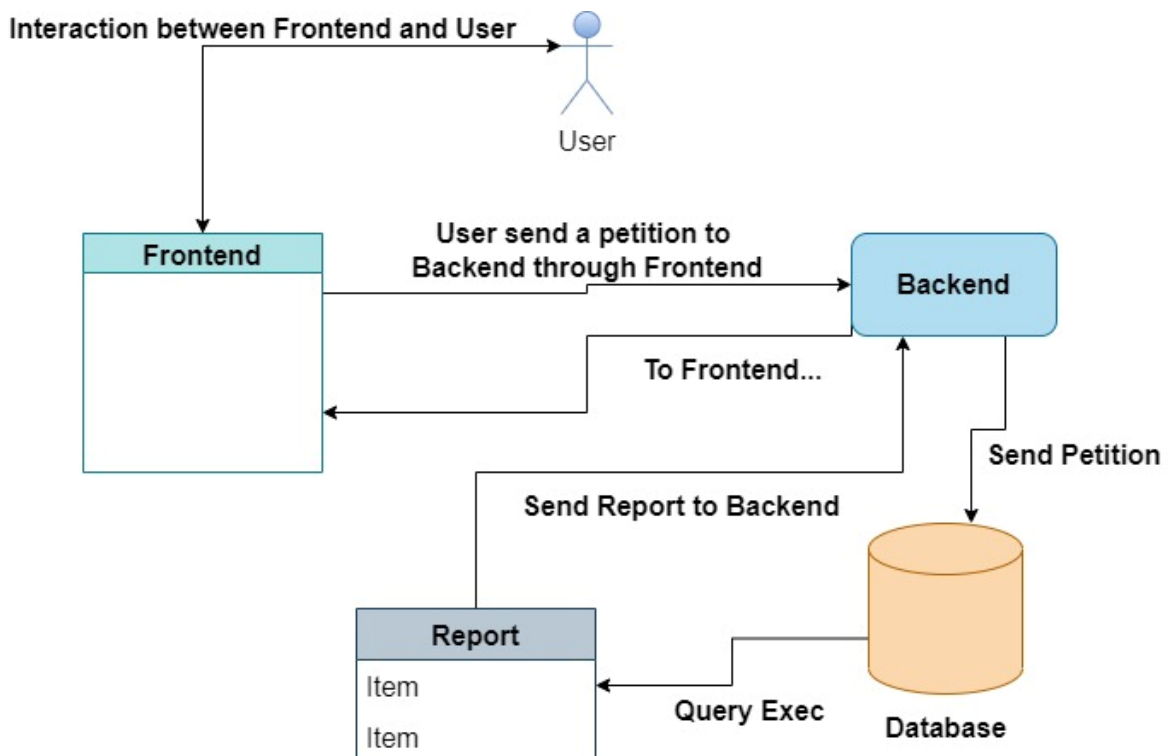 Interaction between Frontend and User
User
Frontend
User send a petition to
Backend through Frontend
Backend
To Frontend...
Send Petition
Send Report to Backend
Report
Item
Item
Query Exec
Database